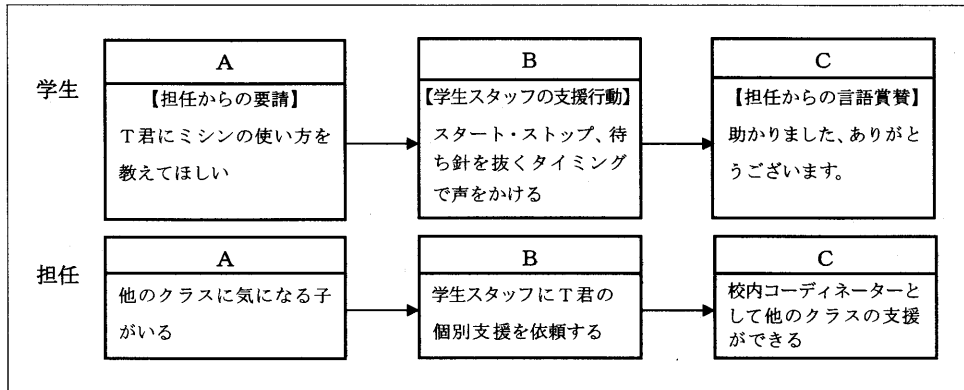 学生
A
【担任からの要請】
T君にミシンの使い方を
教えてほしい
B
【学生スタッフの支援行動】
スタート・ストップ、待
ち針を抜くタイミング
で声をかける
C
【担任からの言語賞賛】
助かりました、ありがと
うございます。
担任
A
他のクラスに気になる子
がいる
B
学生スタッフにT君の
個別支援を依頼する
C
校内コーディネーターと
して他のクラスの支援
ができる